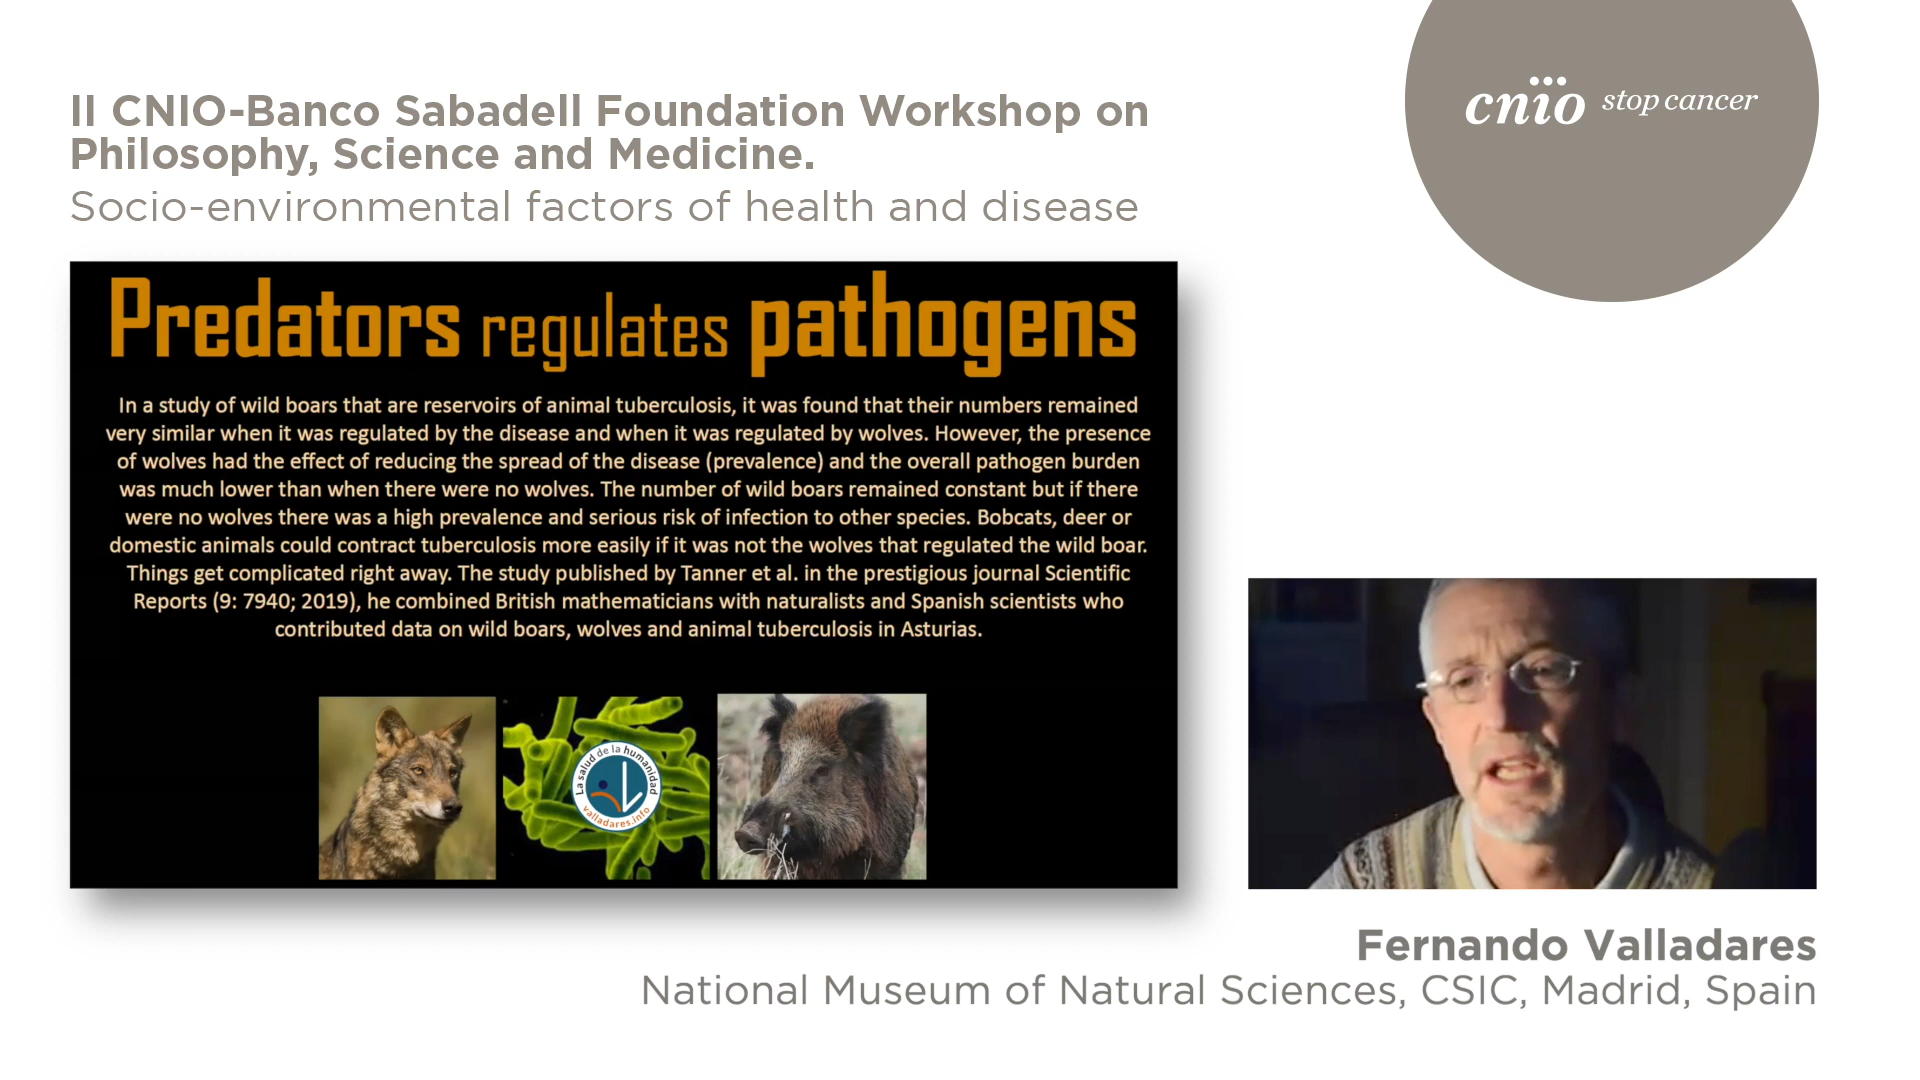 II CNIO-Banco Sabadell Foundation Workshop on
Philosophy, Science and Medicine.
Socio-environmental factors of health and disease
cnio stop cancer
Predators regulates pathogens
In a study of wild boars that are reservoirs of animal tuberculosis, it was found that their numbers remained
very similar when it was regulated by the disease and when it was regulated by wolves. However, the presence
of wolves had the effect of reducing the spread of the disease (prevalence) and the overall pathogen burden
was much lower than when there were no wolves. The number of wild boars remained constant but if there
were no wolves there was a high prevalence and serious risk of infection to other species. Bobcats, deer or
domestic animals could contract tuberculosis more easily if it was not the wolves that regulated the wild boar.
Things get complicated right away. The study published by Tanner et al. in the prestigious journal Scientific
Reports (9: 7940; 2019), he combined British mathematicians with naturalists and Spanish scientists who
contributed data on wild boars, wolves and animal tuberculosis in Asturias.
La salud de la humanidad
valladares.info
Fernando Valladares
National Museum of Natural Sciences, CSIC, Madrid, Spain